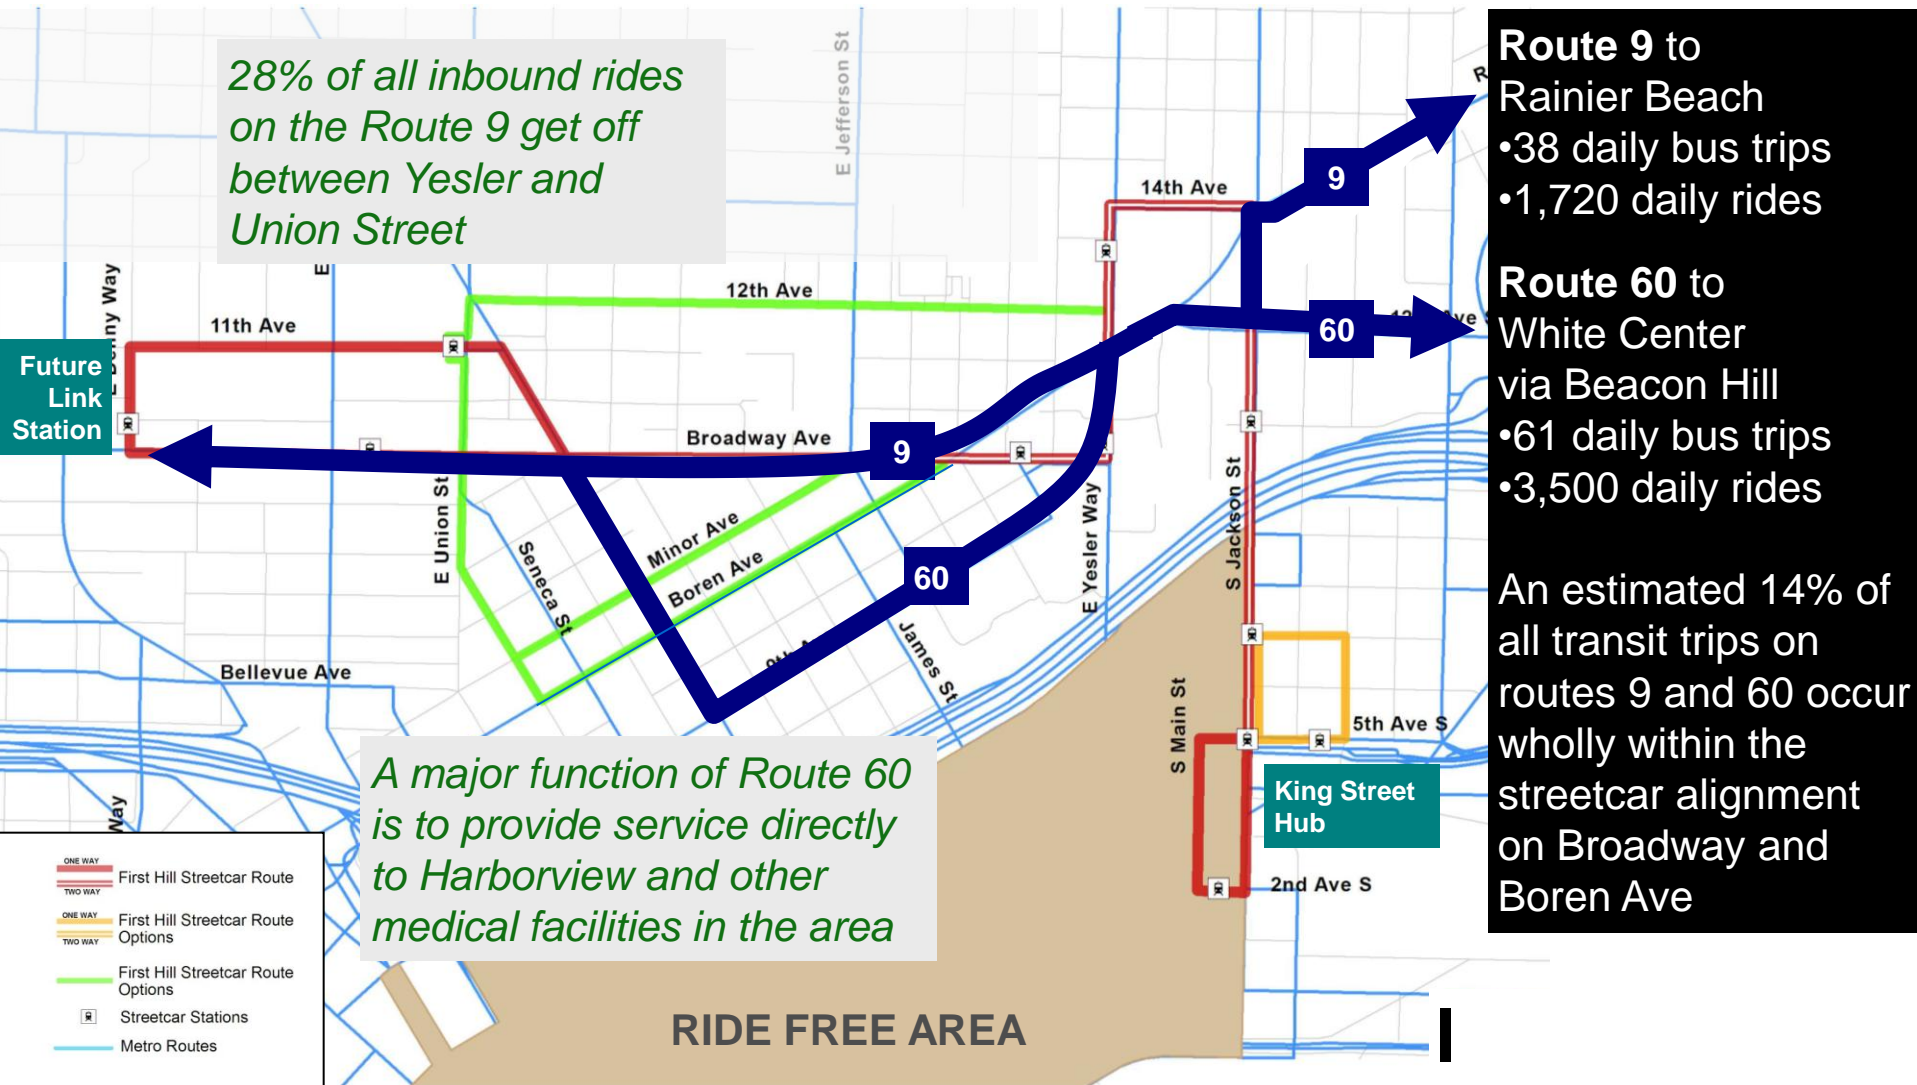 28% of all inbound rides
on the Route 9 get off
between Yesler and
Union Street
E Jefferson St
14th Ave
9
Route 9 to
Rainier Beach
•38 daily bus trips
•1,720 daily rides
Route 60 to
White Center
via Beacon Hill
•61 daily bus trips
•3,500 daily rides
An estimated 14% of
all transit trips on
routes 9 and 60 occur
wholly within the
streetcar alignment
on Broadway and
Boren Ave
12th Ave
11th Ave
60
Future
Link
Station
Broadway Ave
9
E Union St
Seneca St
Minor Ave
Boren Ave
60
James St
E Yesler Way
S Jackson St
Bellevue Ave
S Main St
5th Ave S
King Street
Hub
2nd Ave S
A major function of Route 60
is to provide service directly
to Harborview and other
medical facilities in the area
Way
ONE WAY
First Hill Streetcar Route
TWO WAY
ONE WAY
First Hill Streetcar Route
Options
TWO WAY
First Hill Streetcar Route
Options
Streetcar Stations
Metro Routes
RIDE FREE AREA